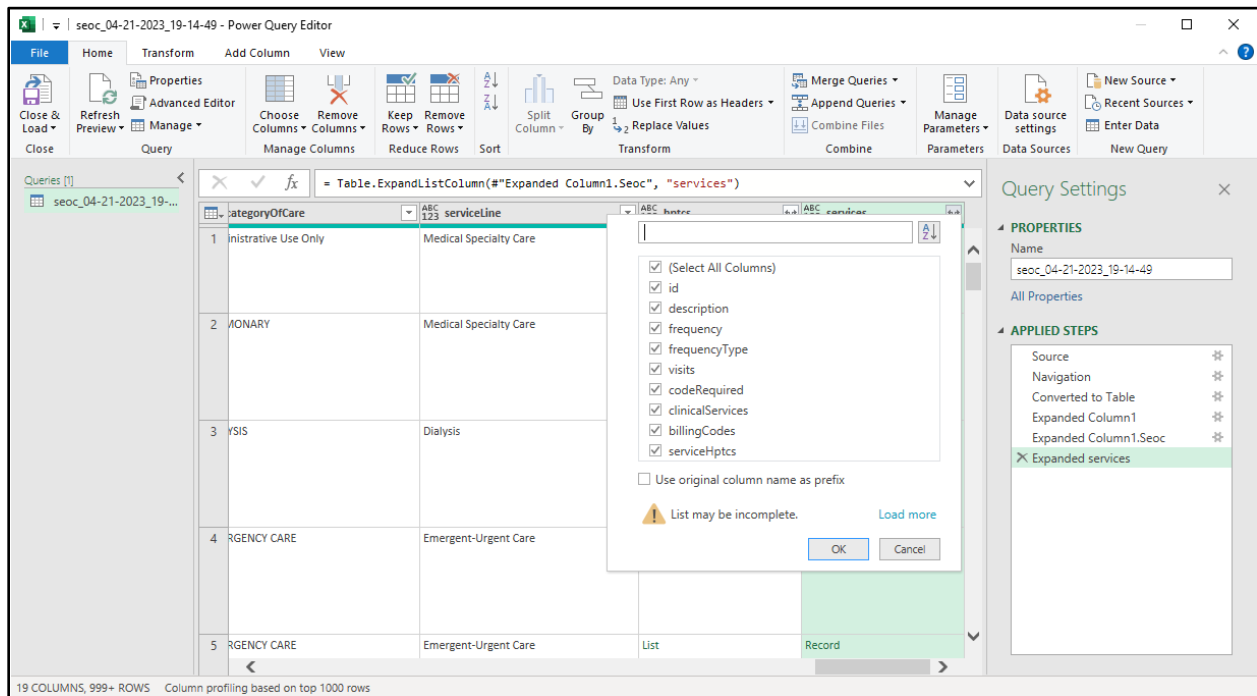 seoc_04-21-2023_19-14-49 - Power Query Editor
File Home Transform Add Column View
Close & Load
Refresh Preview
Properties
Advanced Editor
Manage
Choose Columns
Remove Columns
Keep Rows
Remove Rows
Split Column
Group By
Data Type: Any
Use First Row as Headers
Replace Values
Merge Queries
Append Queries
Combine Files
Manage Parameters
Data source settings
New Source
Recent Sources
Enter Data
Close Query Manage Columns Reduce Rows Sort Transform Combine Parameters Data Sources New Query
Queries [1]
seoc_04-21-2023_19-...
fx = Table.ExpandListColumn(#"Expanded Column1.Seoc", "services")
categoryOfCare ABC 123 serviceLine ABC 123 hptcs ABC 123 services
1 inistrative Use Only Medical Specialty Care
2 MONARY Medical Specialty Care
3 YSIS Dialysis
4 RGENCY CARE Emergent-Urgent Care
5 RGENCY CARE Emergent-Urgent Care List Record
(Select All Columns)
id
description
frequency
frequencyType
visits
codeRequired
clinicalServices
billingCodes
serviceHptcs
Use original column name as prefix
List may be incomplete. Load more
OK Cancel
Query Settings
PROPERTIES
Name
seoc_04-21-2023_19-14-49
All Properties
APPLIED STEPS
Source
Navigation
Converted to Table
Expanded Column1
Expanded Column1.Seoc
Expanded services
19 COLUMNS, 999+ ROWS Column profiling based on top 1000 rows